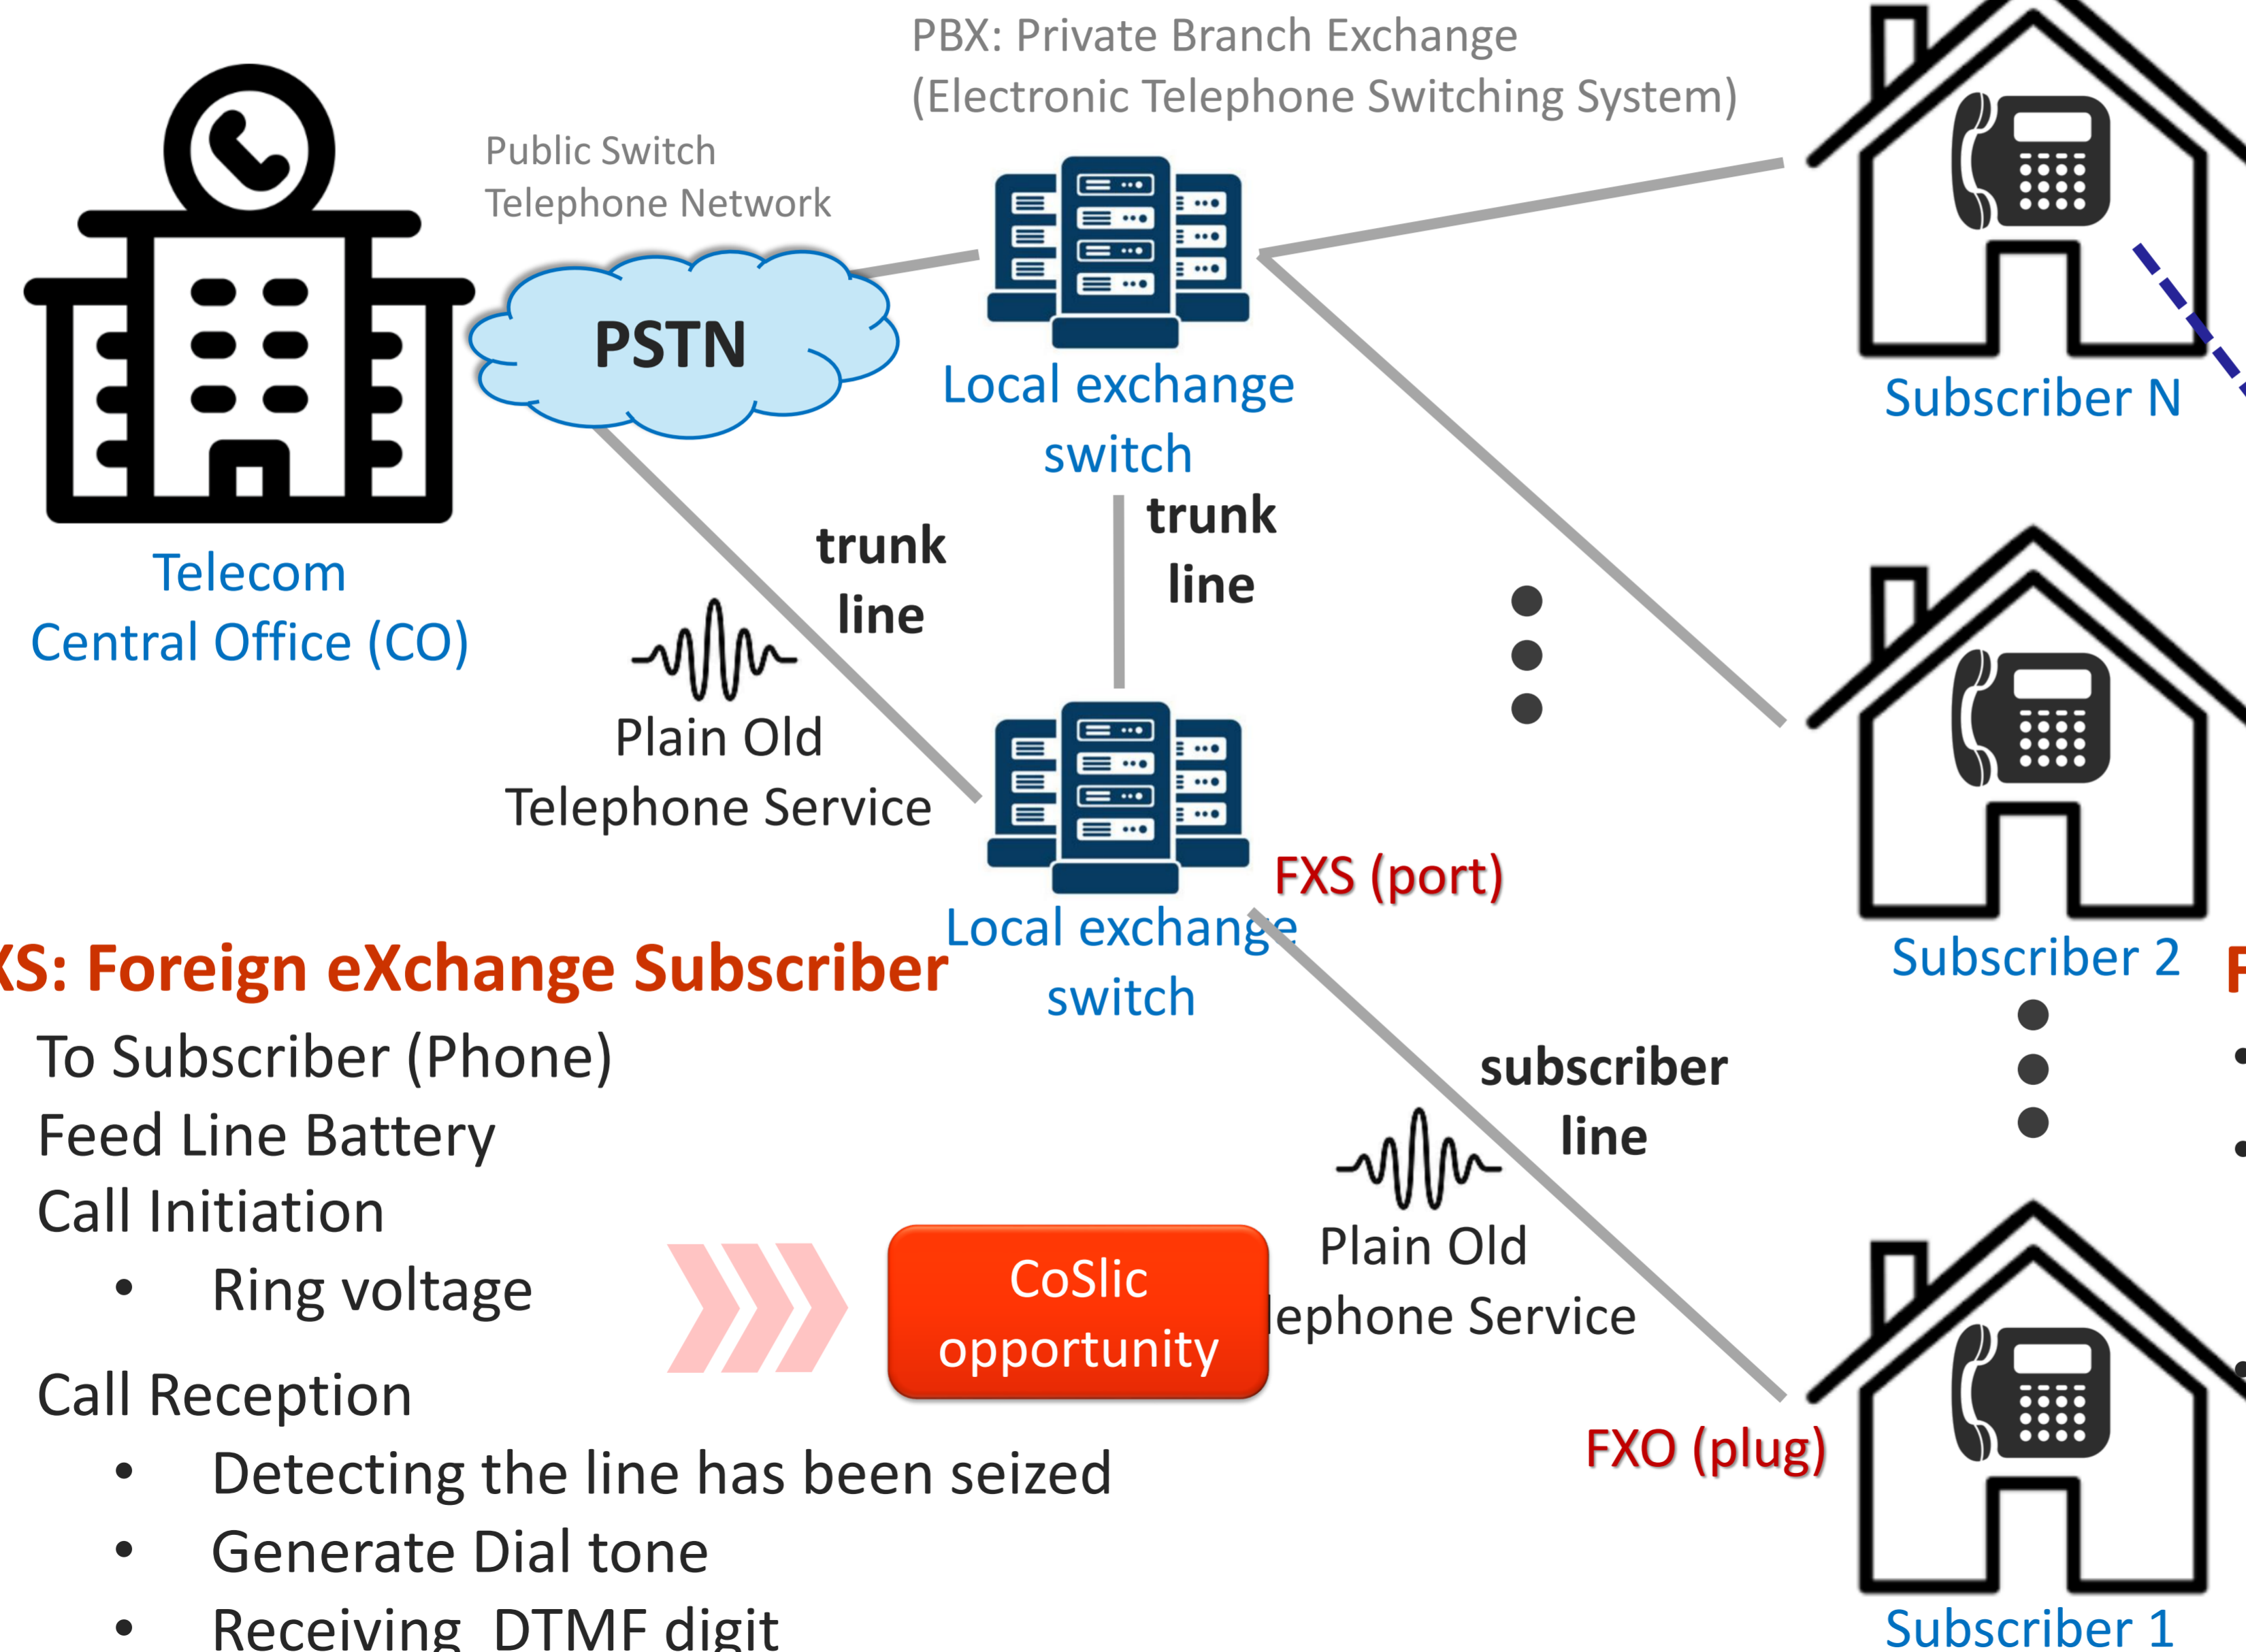 PBX: Private Branch Exchange
(Electronic Telephone Switching System)
Public Switch
Telephone Network
PSTN
Local exchange
switch
Subscriber N
trunk
line
trunk
line
Telecom
Central Office (CO)
Plain Old
Telephone Service
FXS (port)
Local exchange
switch
Subscriber 2
XS: Foreign eXchange Subscriber
To Subscriber (Phone)
Feed Line Battery
Call Initiation
• Ring voltage
Call Reception
• Detecting the line has been seized
• Generate Dial tone
• Receiving DTMF digit
CoSlic
opportunity
subscriber
line
Plain Old
lephone Service
FXO (plug)
Subscriber 1